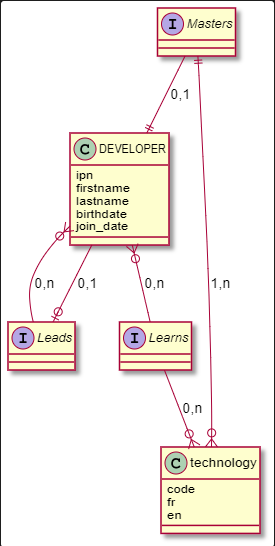 I Masters
0,1
C DEVELOPER
ipn
firstname
lastname
birthdate
join_date
0,n
0,1
0,n
1,n
I Leads
I Learns
0,n
C technology
code
fr
en